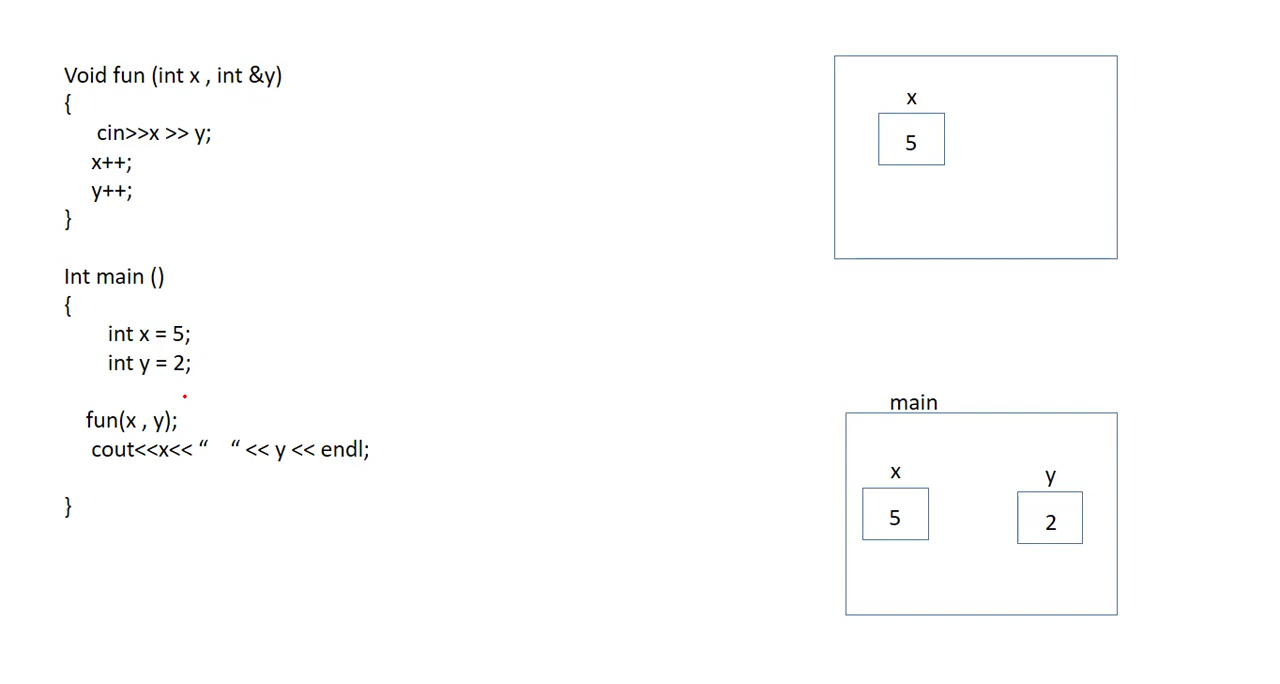 Void fun (int x , int &y)
{
cin>>x >> y;
x++;
y++;
}
Int main ()
{
int x = 5;
int y = 2;
fun(x , y);
cout<<x<< “    “ << y << endl;
}
x
5
main
x
y
5
2